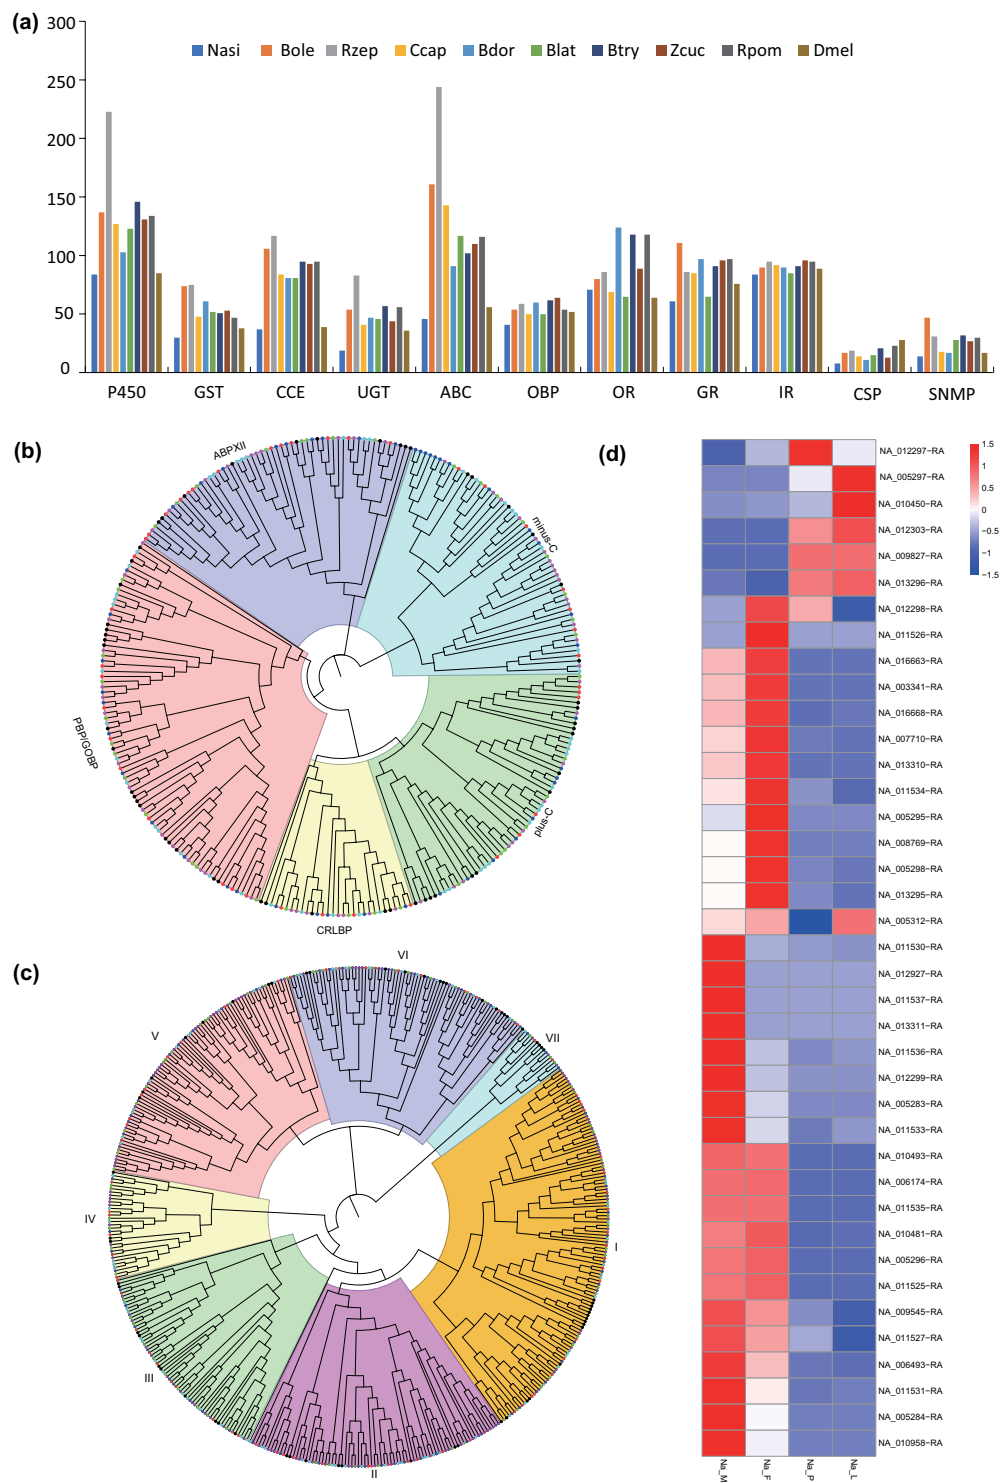 (a)
300
250
200
150
100
50
0
Nasi Bole Rzep Ccap Bdor Blat Btry Zcuc Rpom Dmel
P450 GST CCE UGT ABC OBP OR GR IR CSP SNMP
(b)
ABPXII
minus-C
PBP/GOBP
plus-C
CRLBP
(c)
VI
V
VII
IV
I
III
II
(d)
1.5
1
0.5
0
−0.5
−1
−1.5
NA_012297−RA
NA_005297−RA
NA_010450−RA
NA_012303−RA
NA_009827−RA
NA_013296−RA
NA_012298−RA
NA_011526−RA
NA_016663−RA
NA_003341−RA
NA_016668−RA
NA_007710−RA
NA_013310−RA
NA_011534−RA
NA_005295−RA
NA_008769−RA
NA_005298−RA
NA_013295−RA
NA_005312−RA
NA_011530−RA
NA_012927−RA
NA_011537−RA
NA_013311−RA
NA_011536−RA
NA_012299−RA
NA_005283−RA
NA_011533−RA
NA_010493−RA
NA_006174−RA
NA_011535−RA
NA_010481−RA
NA_005296−RA
NA_011525−RA
NA_009545−RA
NA_011527−RA
NA_006493−RA
NA_011531−RA
NA_005284−RA
NA_010958−RA
Na_M Na_F Na_P Na_L